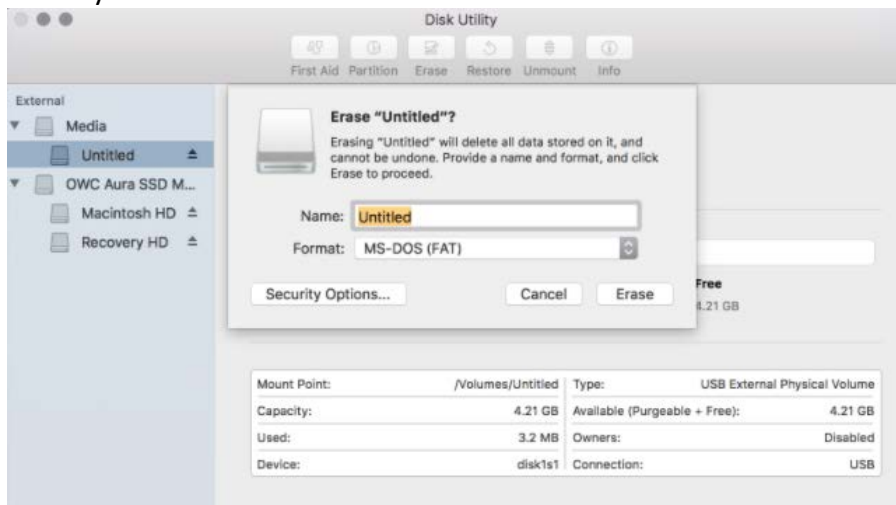 Disk Utility
First Aid Partition Erase Restore Unmount Info
External
Media
Untitled
OWC Aura SSD M...
Macintosh HD
Recovery HD
Erase “Untitled”?
Erasing “Untitled” will delete all data stored on it, and
cannot be undone. Provide a name and format, and click
Erase to proceed.
Name: Untitled
Format: MS-DOS (FAT)
Security Options... Cancel Erase
Free
4.21 GB
Mount Point: /Volumes/Untitled Type: USB External Physical Volume
Capacity: 4.21 GB Available (Purgeable + Free): 4.21 GB
Used: 3.2 MB Owners: Disabled
Device: disk1s1 Connection: USB